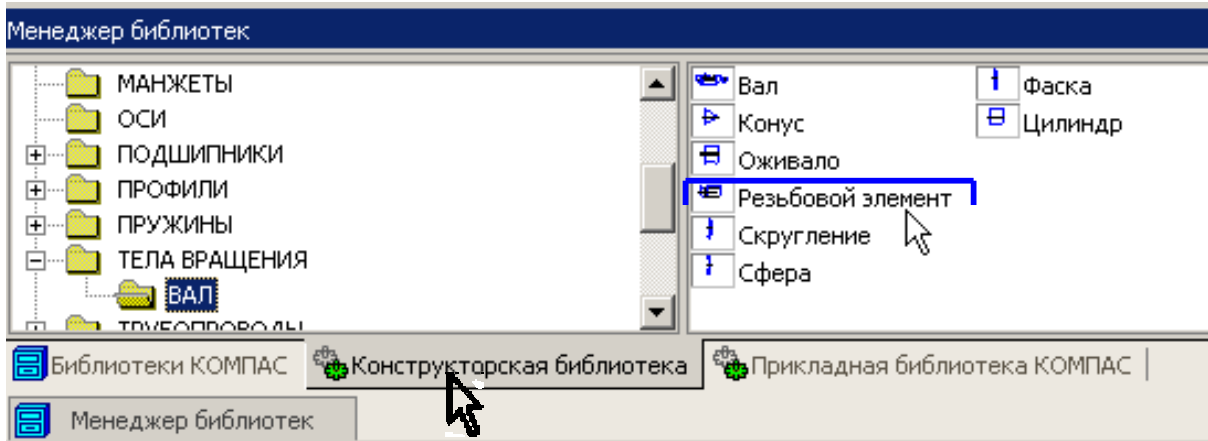 Менеджер библиотек
МАНЖЕТЫ
ОСИ
ПОДШИПНИКИ
ПРОФИЛИ
ПРУЖИНЫ
ТЕЛА ВРАЩЕНИЯ
ВАЛ
ТРУБОПРОВОДЫ
Вал
Конус
Оживало
Резьбовой элемент
Скругление
Сфера
Фаска
Цилиндр
Библиотеки КОМПАС Конструкторская библиотека Прикладная библиотека КОМПАС
Менеджер библиотек